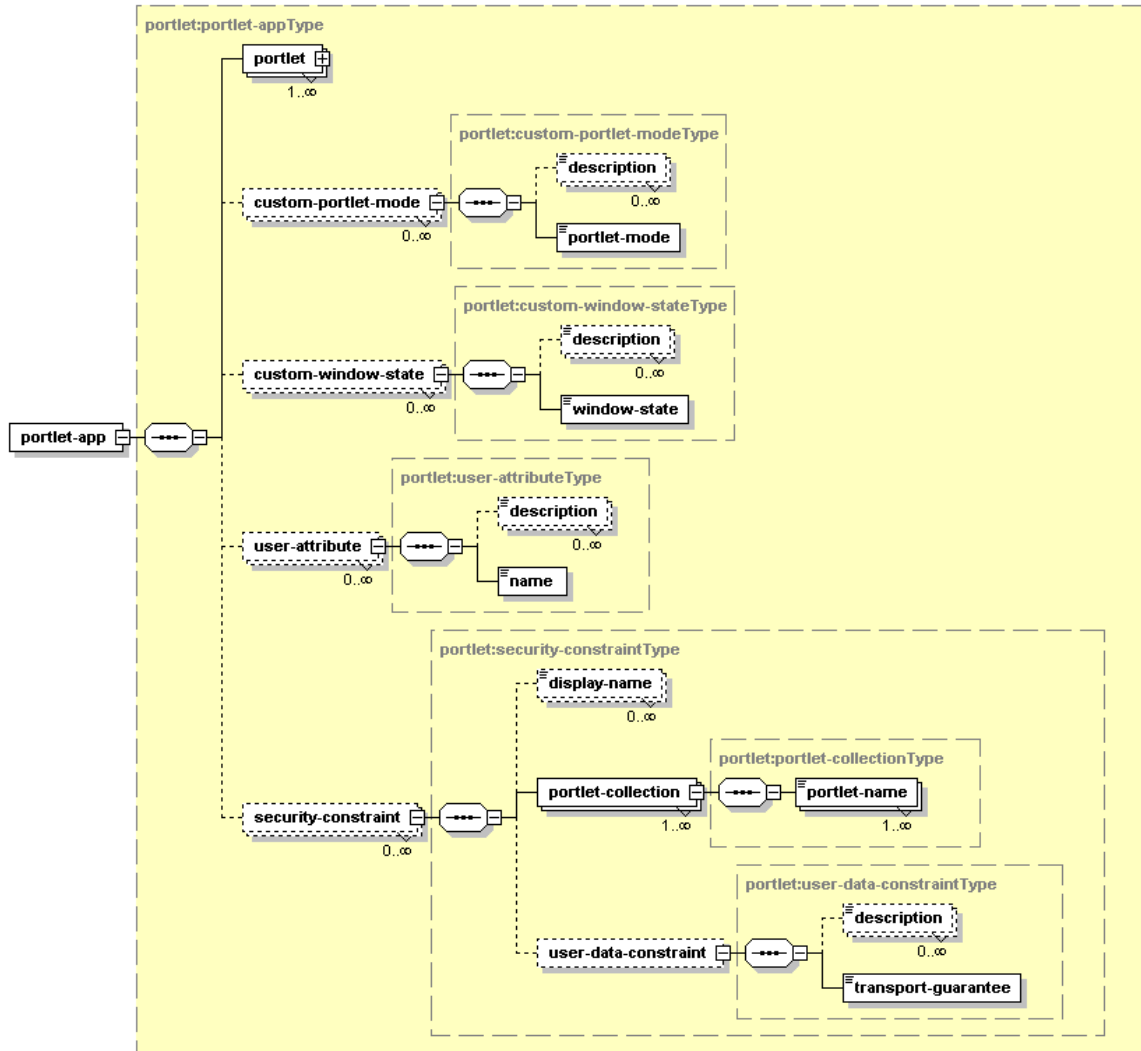 portlet:portlet-appType
portlet
1..∞
portlet:custom-portlet-modeType
description
0..∞
custom-portlet-mode
0..∞
portlet-mode
portlet:custom-window-stateType
description
0..∞
custom-window-state
0..∞
window-state
portlet-app
portlet:user-attributeType
description
0..∞
user-attribute
0..∞
name
portlet:security-constraintType
display-name
0..∞
portlet:portlet-collectionType
portlet-collection
1..∞
portlet-name
1..∞
security-constraint
0..∞
portlet:user-data-constraintType
description
0..∞
user-data-constraint
transport-guarantee